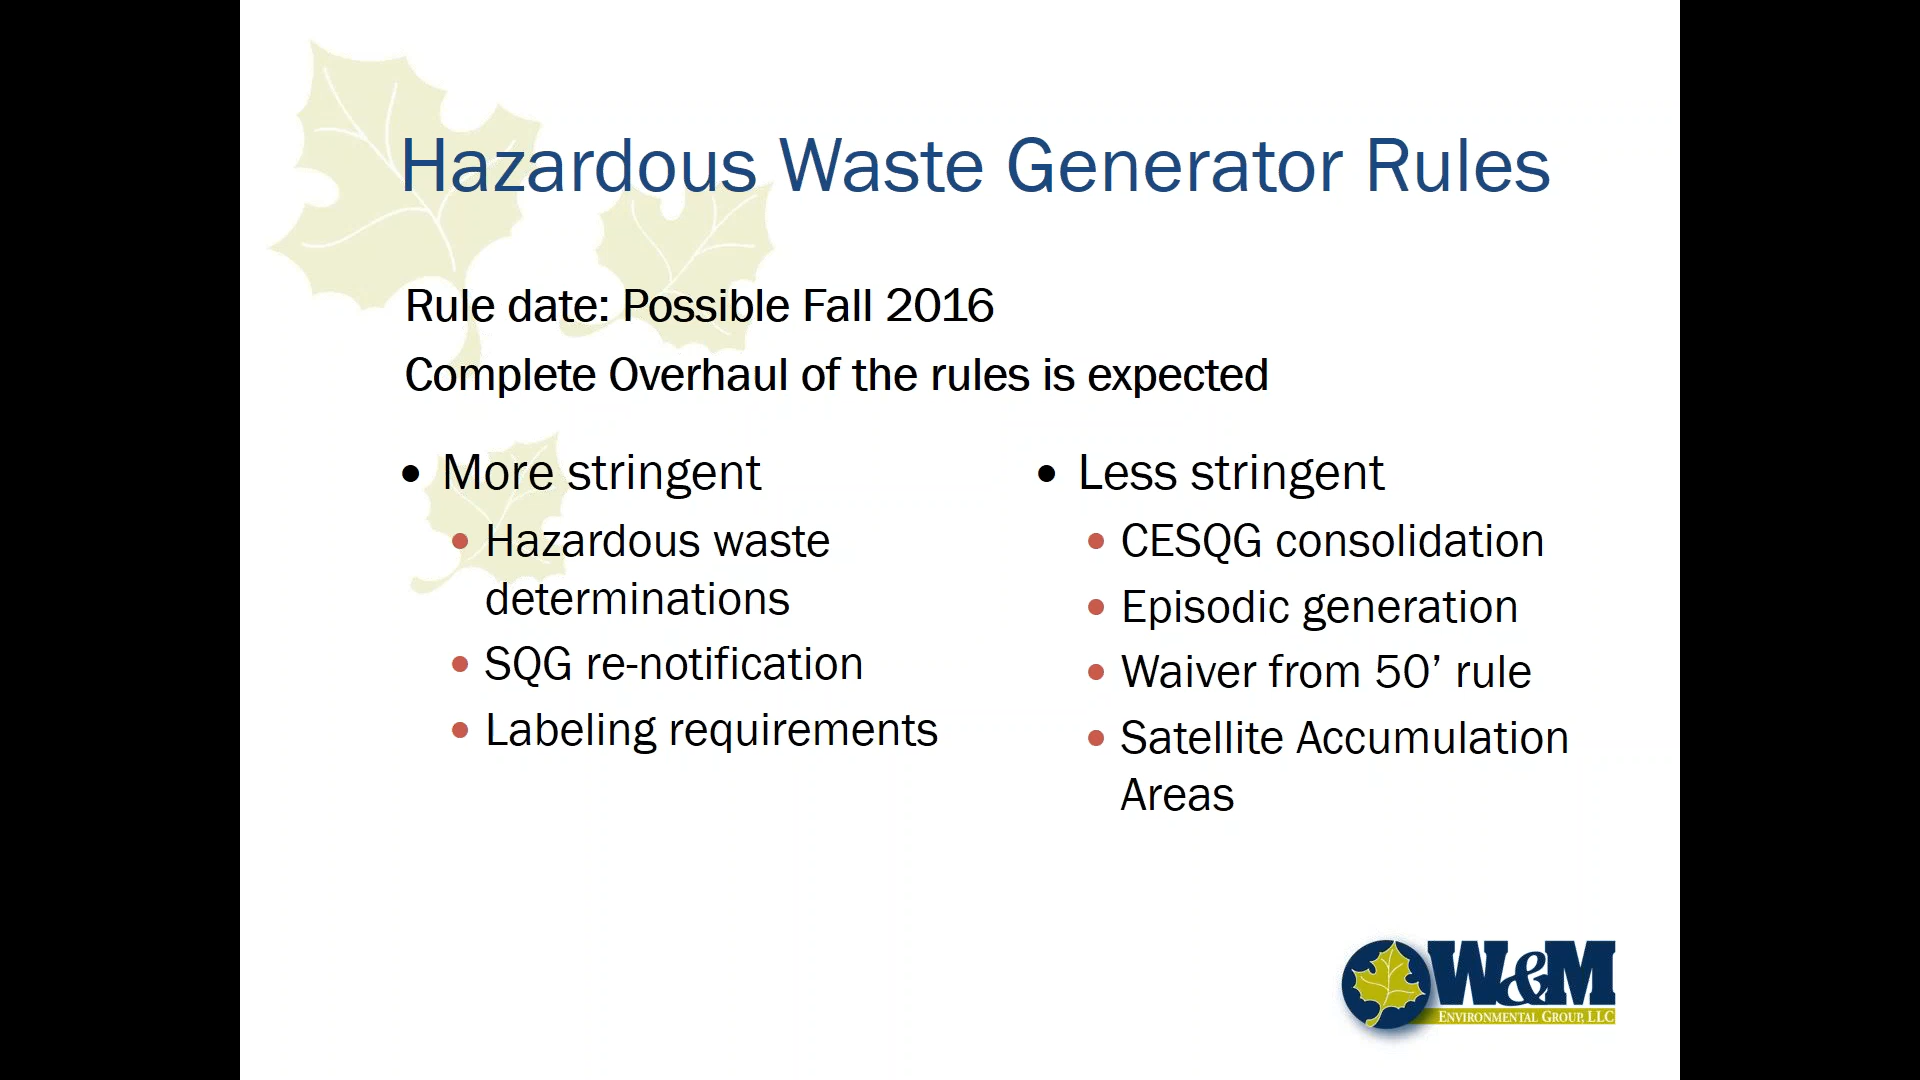 Hazardous Waste Generator Rules
Rule date: Possible Fall 2016
Complete Overhaul of the rules is expected
• More stringent
• Hazardous waste
determinations
• SQG re-notification
• Labeling requirements
• Less stringent
• CESQG consolidation
• Episodic generation
• Waiver from 50’ rule
• Satellite Accumulation
Areas
W&M
ENVIRONMENTAL GROUP, LLC